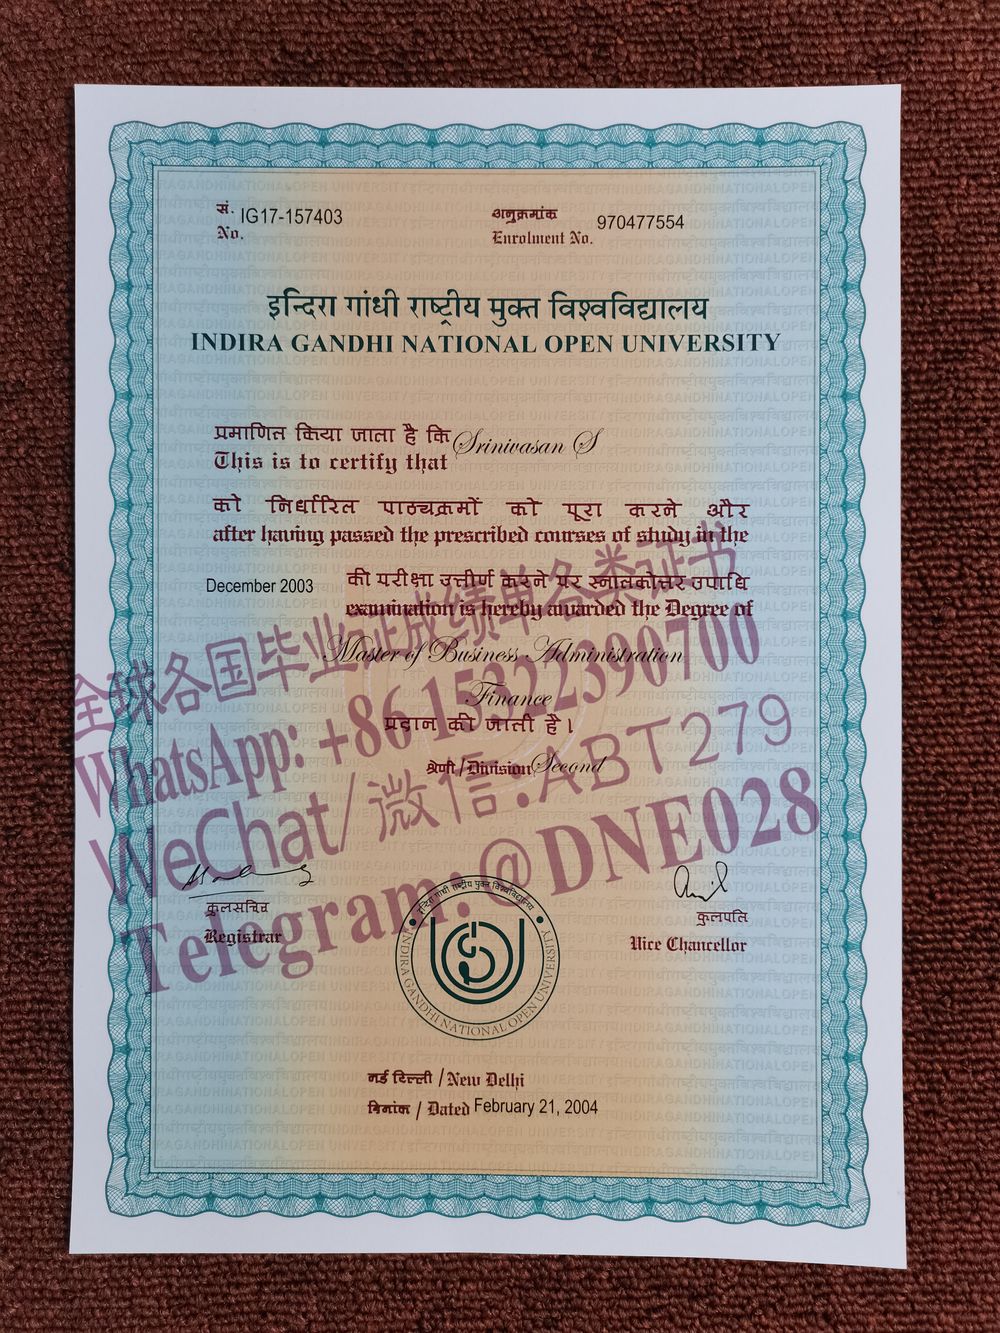 सं. IG17-157403
No.
अनुक्रमांक 970477554
Enrolment No.
इन्दिरा गांधी राष्ट्रीय मुक्त विश्वविद्यालय
INDIRA GANDHI NATIONAL OPEN UNIVERSITY
प्रमाणित किया जाता है कि Srinivasan S
This is to certify that
को निर्धारित पाठ्यक्रमों को पूरा करने और
after having passed the prescribed courses of study in the
December 2003 की परीक्षा उत्तीर्ण करने पर स्नातकोत्तर उपाधि
examination is hereby awarded the Degree of
Master of Business Administration
Finance
प्रदान की जाती है।
श्रेणी / Division Second
全球各国毕业证成绩单各类证书
WhatsApp: +86 15322390700
WeChat/微信:ABT279
Telegram:@DNE028
कुलसचिव
Registrar
कुलपति
Vice Chancellor
इन्दिरा गांधी राष्ट्रीय मुक्त विश्वविद्यालय
INDIRA GANDHI NATIONAL OPEN UNIVERSITY
नई दिल्ली / New Delhi
दिनांक / Dated February 21, 2004